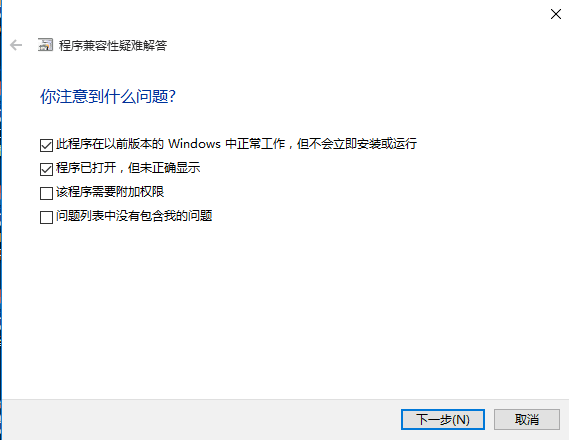 程序兼容性疑难解答
你注意到什么问题?
此程序在以前版本的 Windows 中正常工作，但不会立即安装或运行
程序已打开，但未正确显示
该程序需要附加权限
问题列表中没有包含我的问题
下一步(N)
取消